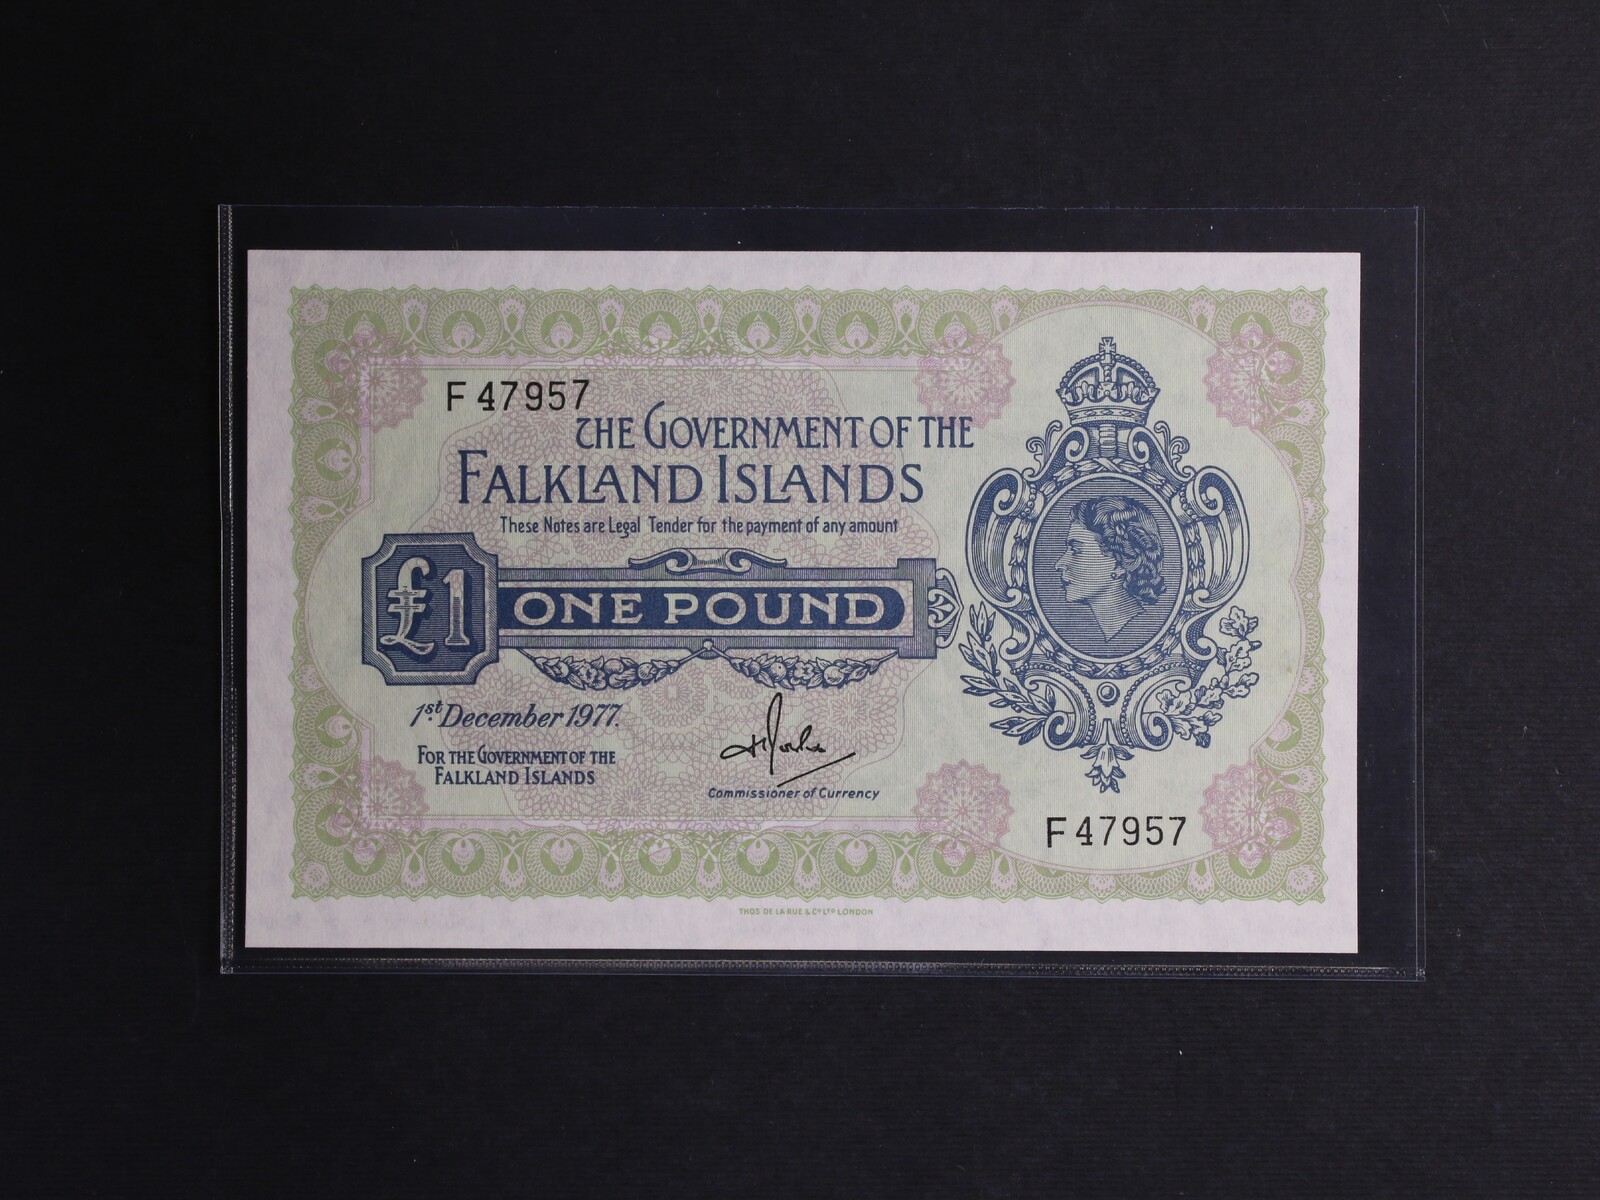 F 47957
THE GOVERNMENT OF THE
FALKLAND ISLANDS
These Notes are Legal Tender for the payment of any amount
£1
ONE POUND
1st December 1977.
FOR THE GOVERNMENT OF THE
FALKLAND ISLANDS
Commissioner of Currency
F 47957
THOS DE LA RUE & CO LTD LONDON